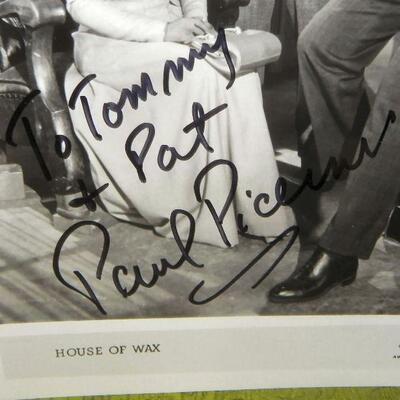 To Tommy
+ Pat
Paul Picerni
HOUSE OF WAX